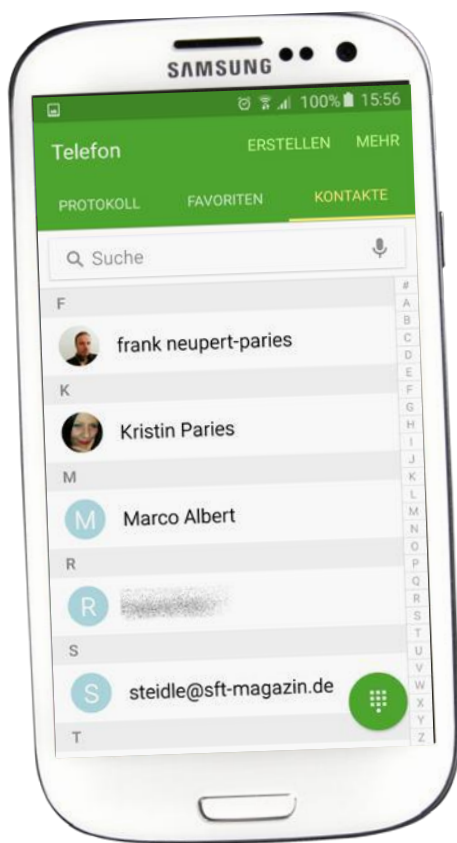 SAMSUNG
100% 15:56
Telefon ERSTELLEN MEHR
PROTOKOLL FAVORITEN KONTAKTE
Suche
F
frank neupert-paries
K
Kristin Paries
M
M Marco Albert
R
R
S
S steidle@sft-magazin.de
T
#
A
B
C
D
E
F
G
H
I
J
K
L
M
N
O
P
Q
R
S
T
U
V
W
X
Y
Z